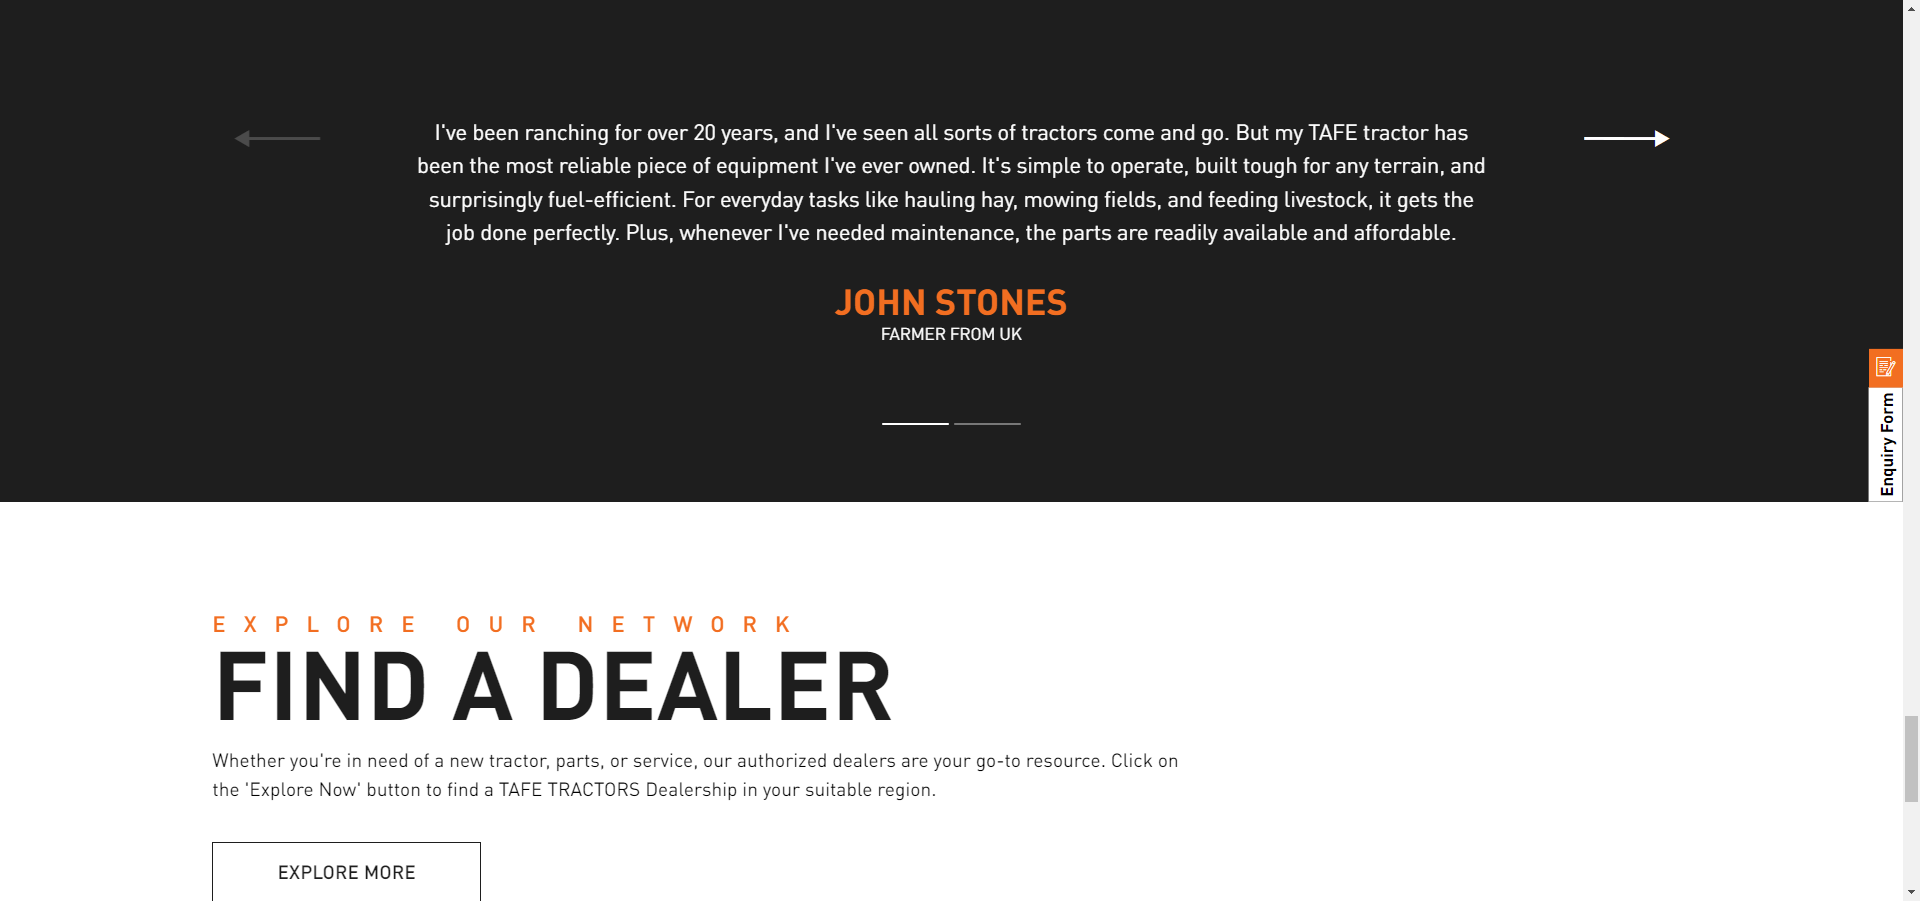 I've been ranching for over 20 years, and I've seen all sorts of tractors come and go. But my TAFE tractor has
been the most reliable piece of equipment I've ever owned. It's simple to operate, built tough for any terrain, and
surprisingly fuel-efficient. For everyday tasks like hauling hay, mowing fields, and feeding livestock, it gets the
job done perfectly. Plus, whenever I've needed maintenance, the parts are readily available and affordable.
JOHN STONES
FARMER FROM UK
Enquiry Form
EXPLORE OUR NETWORK
FIND A DEALER
Whether you're in need of a new tractor, parts, or service, our authorized dealers are your go-to resource. Click on
the 'Explore Now' button to find a TAFE TRACTORS Dealership in your suitable region.
EXPLORE MORE